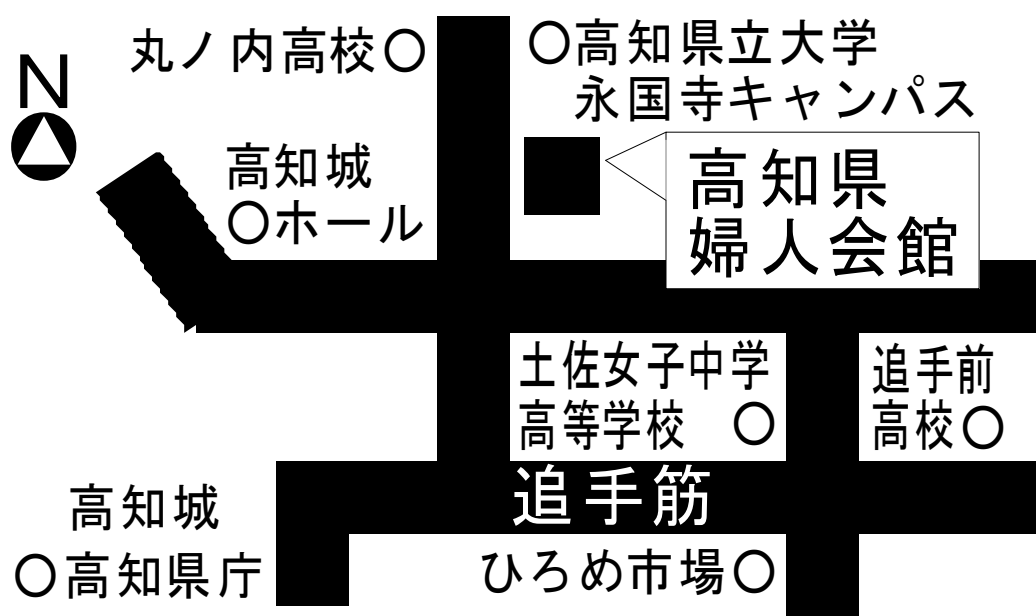 丸ノ内高校○
○高知県立大学
永国寺キャンパス
N
高知城
○ホール
高知県
婦人会館
土佐女子中学
高等学校 ○
追手前
高校○
追手筋
高知城
○高知県庁
ひろめ市場○